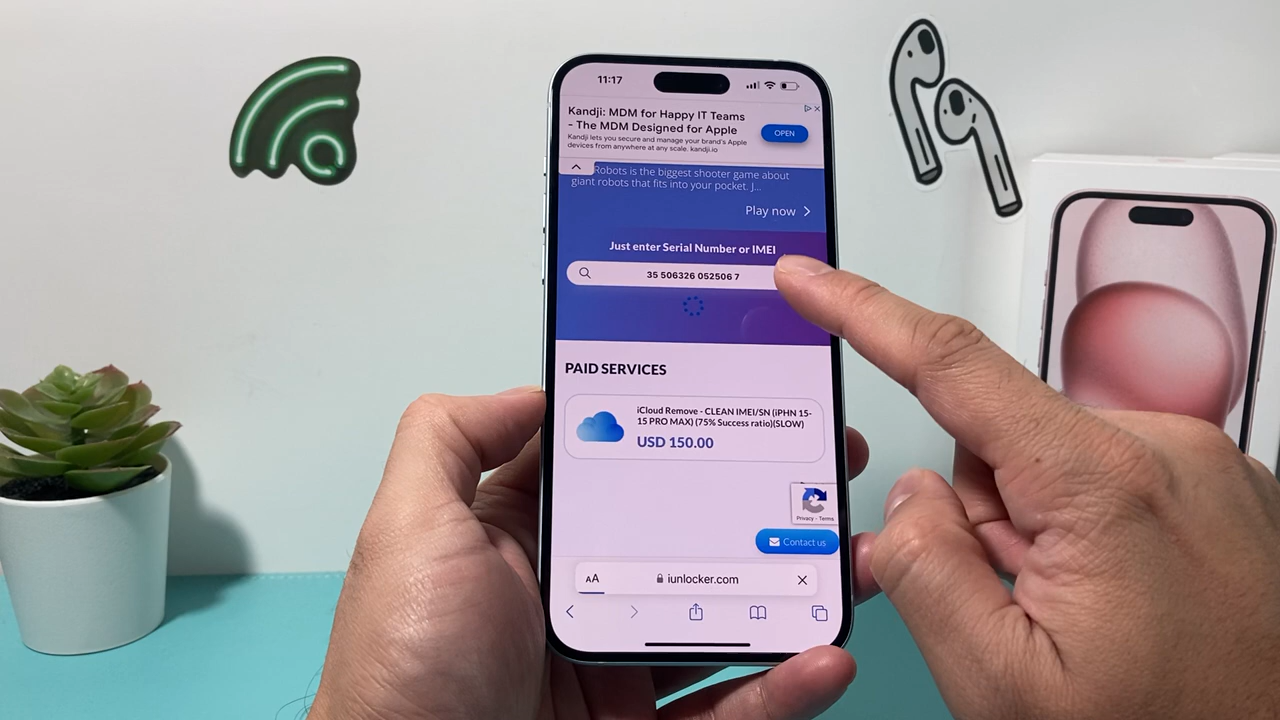 11:17
Kandji: MDM for Happy IT Teams
- The MDM Designed for Apple
Kandji lets you secure and manage your brand's Apple
devices from anywhere at any scale. kandji.io
OPEN
Robots is the biggest shooter game about
giant robots that fits into your pocket. J...
Play now
Just enter Serial Number or IMEI
35 506326 052506 7
PAID SERVICES
iCloud Remove - CLEAN IMEI/SN (iPHN 15-
15 PRO MAX) (75% Success ratio)(SLOW)
USD 150.00
Privacy - Terms
Contact us
AA
iunlocker.com